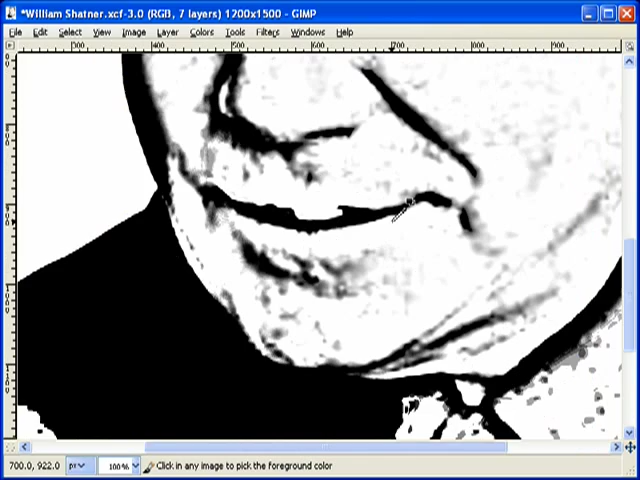 *William Shatner.xcf-3.0 (RGB, 7 layers) 1200x1500 – GIMP
File Edit Select View Image Layer Colors Tools Filters Windows Help
300 500 600 700 800 900
700.0, 922.0 pt 100% Click in any image to pick the foreground color